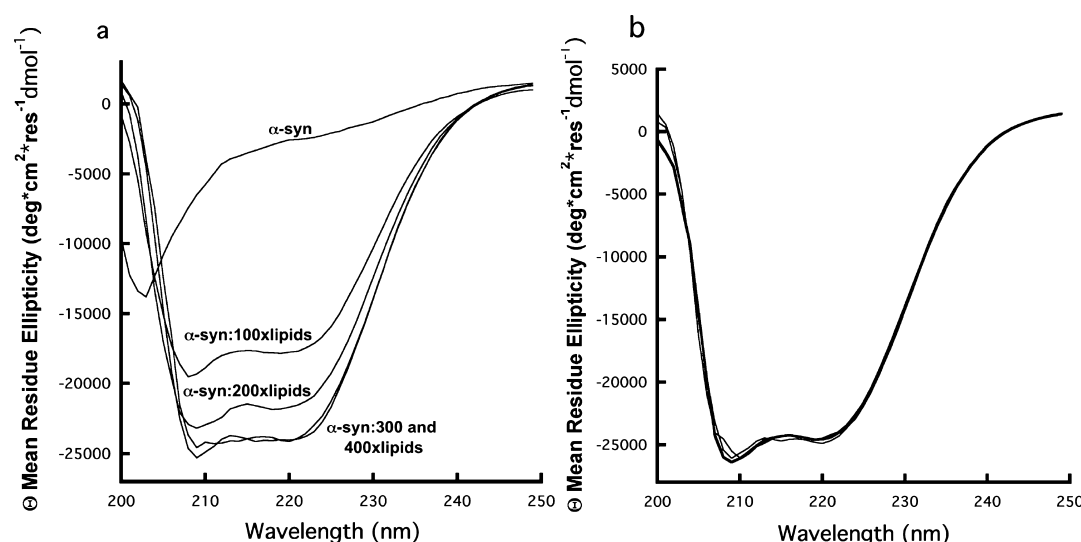 a
Θ Mean Residue Ellipticity (deg*cm²*res⁻¹dmol⁻¹)
0
-5000
-10000
-15000
-20000
-25000
α-syn
α-syn:100xlipids
α-syn:200xlipids
α-syn:300 and
400xlipids
200
210
220
230
240
250
Wavelength (nm)
b
Θ Mean Residue Ellipticity (deg*cm²*res⁻¹dmol⁻¹)
5000
0
-5000
-10000
-15000
-20000
-25000
200
210
220
230
240
250
Wavelength (nm)